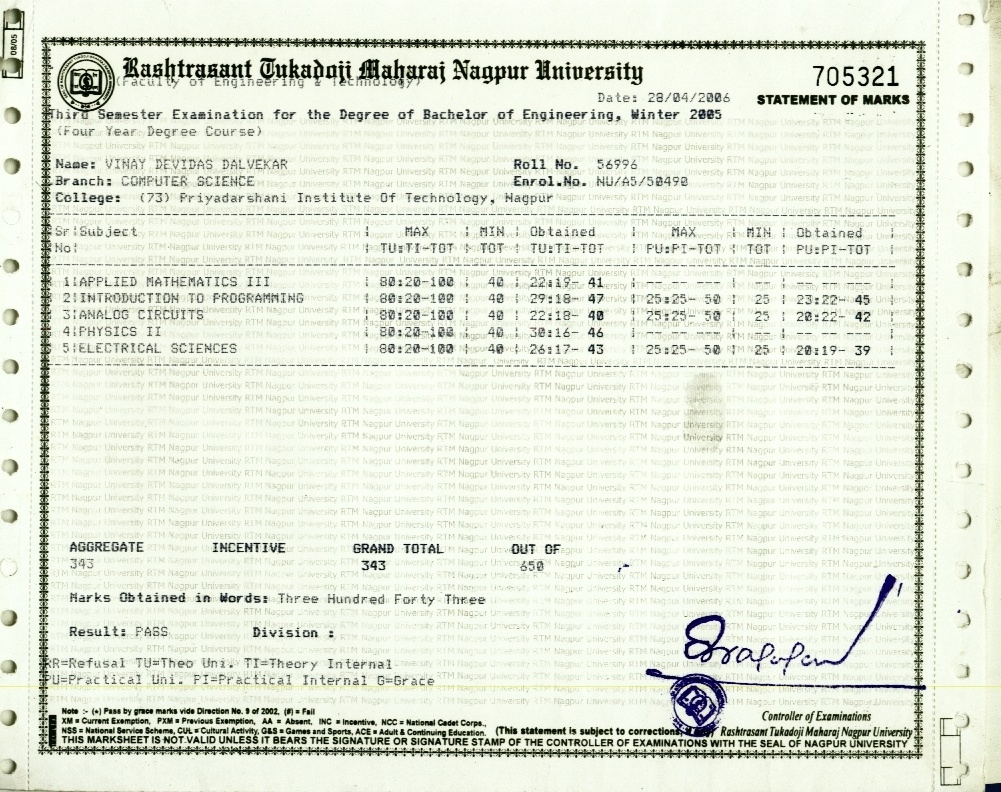 08/05
Rashtrasant Tukadoji Maharaj Nagpur University
705321
(Faculty of Engineering & Technology)
Date: 28/04/2006
STATEMENT OF MARKS
Third Semester Examination for the Degree of Bachelor of Engineering, Winter 2005
(Four Year Degree Course)
Name: VINAY DEVIDAS DALVEKAR Roll No. 56996
Branch: COMPUTER SCIENCE Enrol.No. NU/A5/50490
College: (73) Priyadarshani Institute Of Technology, Nagpur
Sr|Subject | MAX | MIN | Obtained | MAX | MIN | Obtained |
No| | TU:TI-TOT | TOT | TU:TI-TOT | PU:PI-TOT | TOT | PU:PI-TOT |
1|APPLIED MATHEMATICS III | 80:20-100 | 40 | 22:19- 41 | -- -- --- | -- | -- -- --- |
2|INTRODUCTION TO PROGRAMMING | 80:20-100 | 40 | 29:18- 47 | 25:25- 50 | 25 | 23:22- 45 |
3|ANALOG CIRCUITS | 80:20-100 | 40 | 22:18- 40 | 25:25- 50 | 25 | 20:22- 42 |
4|PHYSICS II | 80:20-100 | 40 | 30:16- 46 | -- -- --- | -- | -- -- --- |
5|ELECTRICAL SCIENCES | 80:20-100 | 40 | 26:17- 43 | 25:25- 50 | 25 | 20:19- 39 |
AGGREGATE INCENTIVE GRAND TOTAL OUT OF
343 343 650
Marks Obtained in Words: Three Hundred Forty Three
Result: PASS Division :
RR=Refusal TU=Theo Uni. TI=Theory Internal
PU=Practical Uni. PI=Practical Internal G=Grace
Note :- (+) Pass by grace marks vide Direction No. 9 of 2002, (#) = Fail
XM = Current Exemption, PXM = Previous Exemption, AA = Absent, INC = Incentive, NCC = National Cadet Corps.,
NSS = National Service Scheme, CUL = Cultural Activity, G&S = Games and Sports, ACE = Adult & Continuing Education. (This statement is subject to correction
Controller of Examinations
Rashtrasant Tukadoji Maharaj Nagpur University
THIS MARKSHEET IS NOT VALID UNLESS IT BEARS THE SIGNATURE OR SIGNATURE STAMP OF THE CONTROLLER OF EXAMINATIONS WITH THE SEAL OF NAGPUR UNIVERSITY